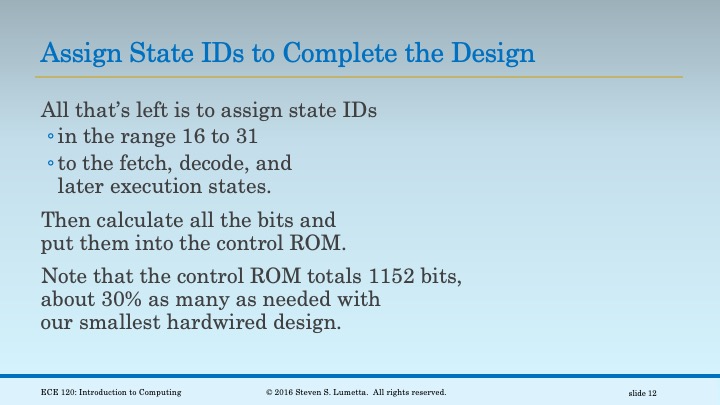 Assign State IDs to Complete the Design
All that's left is to assign state IDs
◦ in the range 16 to 31
◦ to the fetch, decode, and
later execution states.
Then calculate all the bits and
put them into the control ROM.
Note that the control ROM totals 1152 bits,
about 30% as many as needed with
our smallest hardwired design.
ECE 120: Introduction to Computing
© 2016 Steven S. Lumetta. All rights reserved.
slide 12